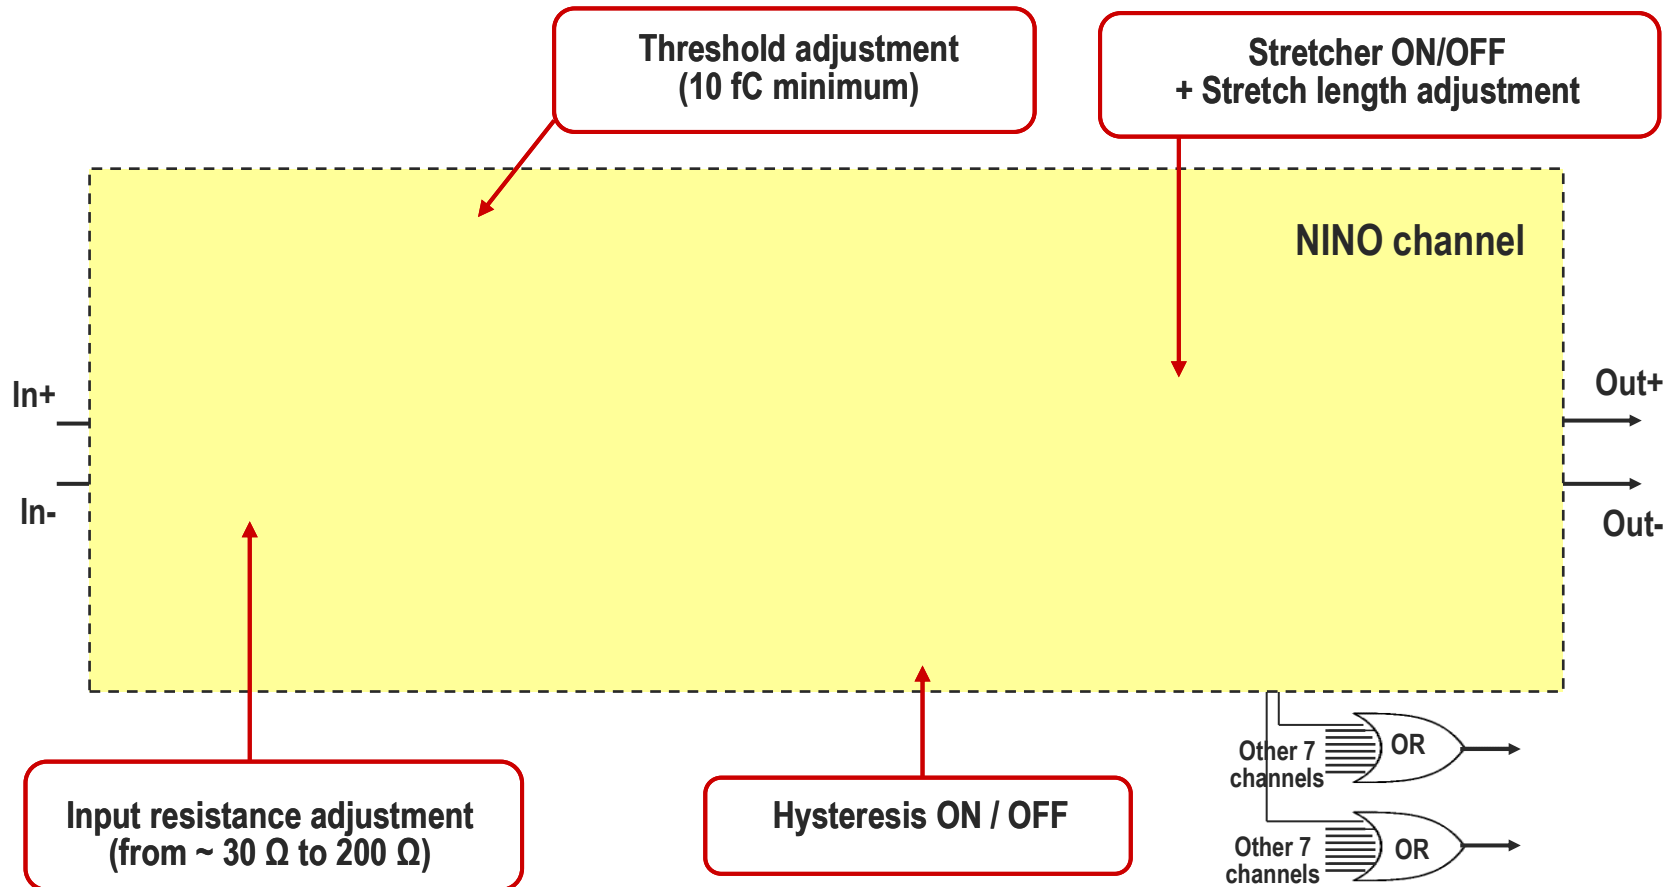 Threshold adjustment
(10 fC minimum)
Stretcher ON/OFF
+ Stretch length adjustment
NINO channel
In+
In-
Out+
Out-
Input resistance adjustment
(from ~ 30 Ω to 200 Ω)
Hysteresis ON / OFF
Other 7
channels
OR
Other 7
channels
OR